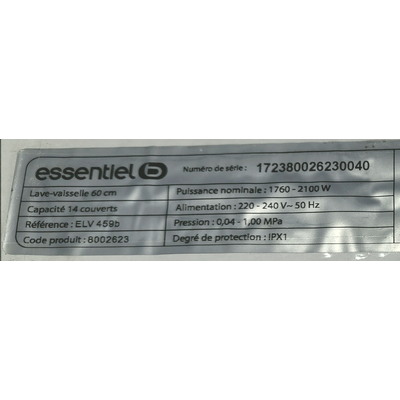 essentiel b
Numéro de série : 172380026230040
Lave-vaisselle 60 cm
Puissance nominale : 1760 - 2100 W
Capacité 14 couverts
Alimentation : 220 - 240 V~ 50 Hz
Référence : ELV 459b
Pression : 0,04 - 1,00 MPa
Code produit : 8002623
Degré de protection : IPX1